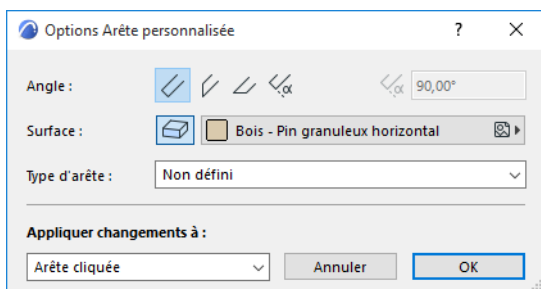 Options Arête personnalisée ?
Angle : α α 90,00°
Surface : Bois - Pin granuleux horizontal
Type d'arête : Non défini
Appliquer changements à :
Arête cliquée Annuler OK